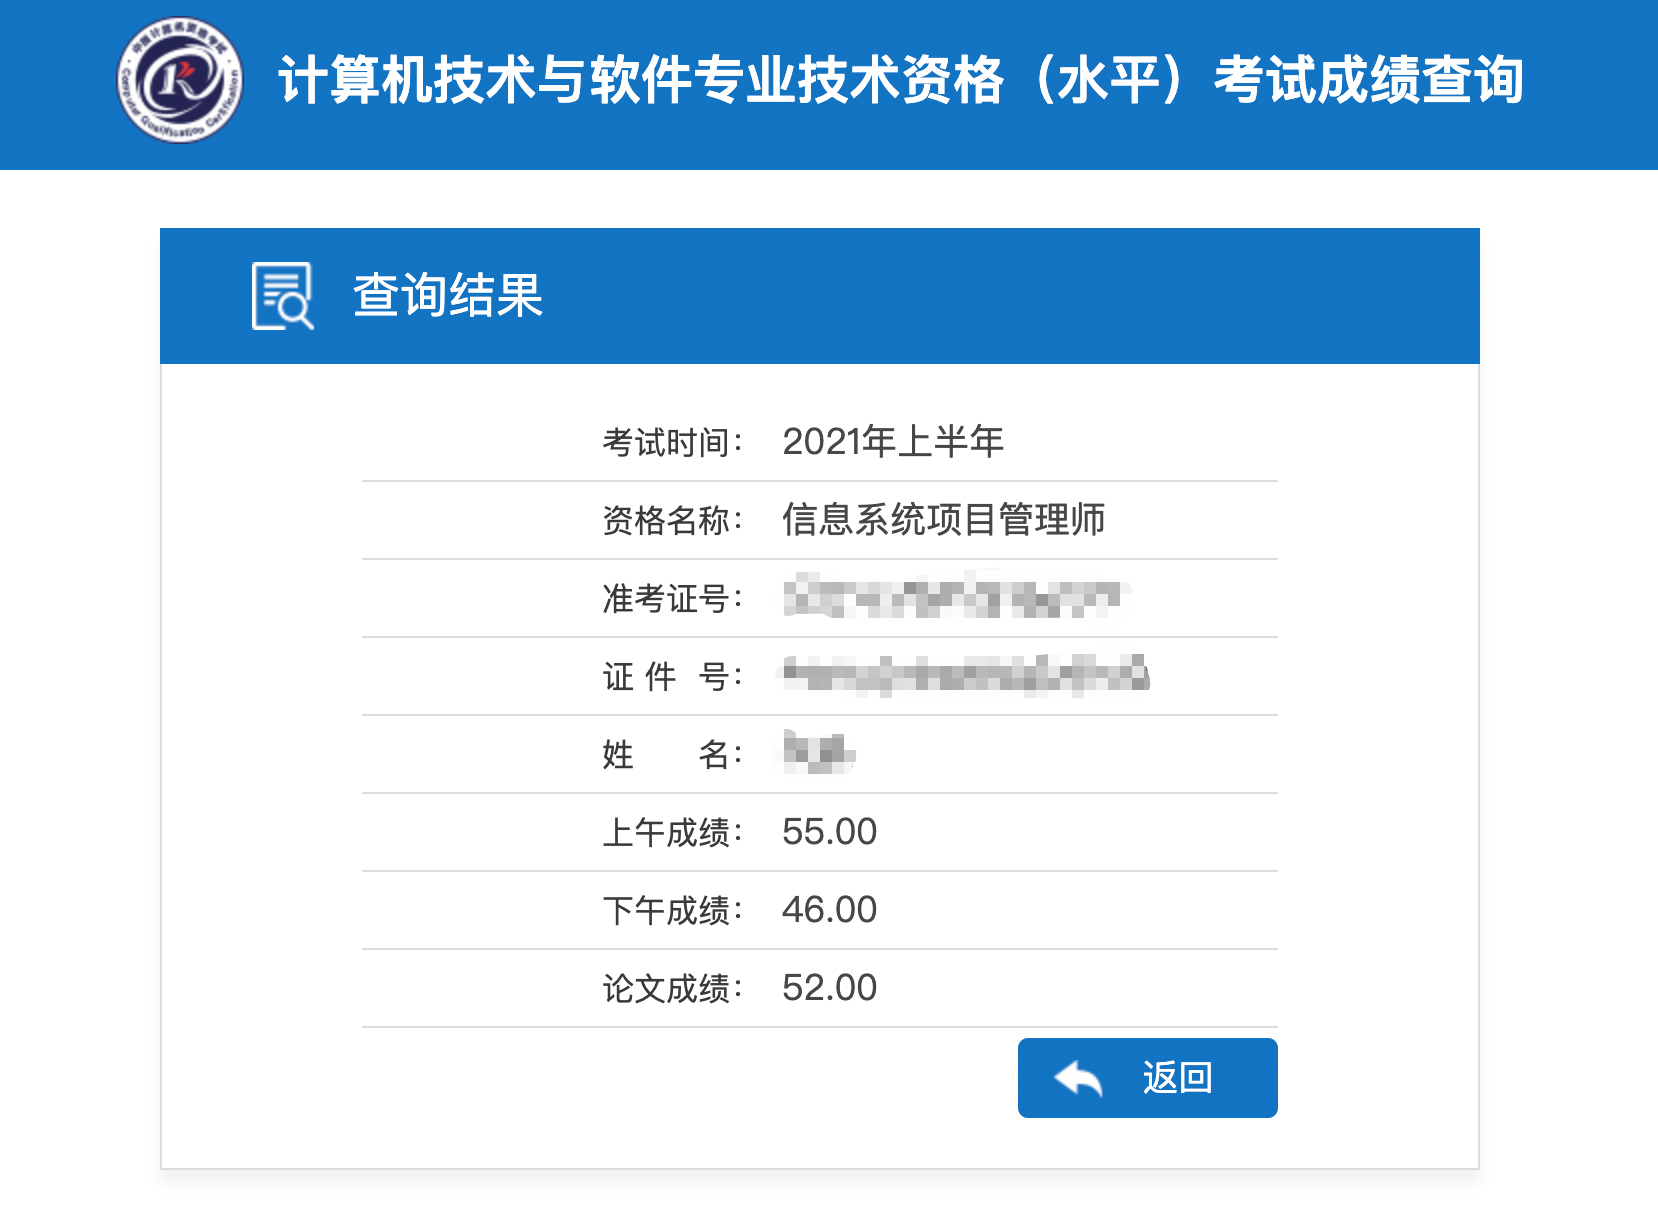 计算机技术与软件专业技术资格（水平）考试成绩查询
查询结果
考试时间： 2021年上半年
资格名称： 信息系统项目管理师
准考证号：
证 件 号：
姓 名：
上午成绩： 55.00
下午成绩： 46.00
论文成绩： 52.00
返回